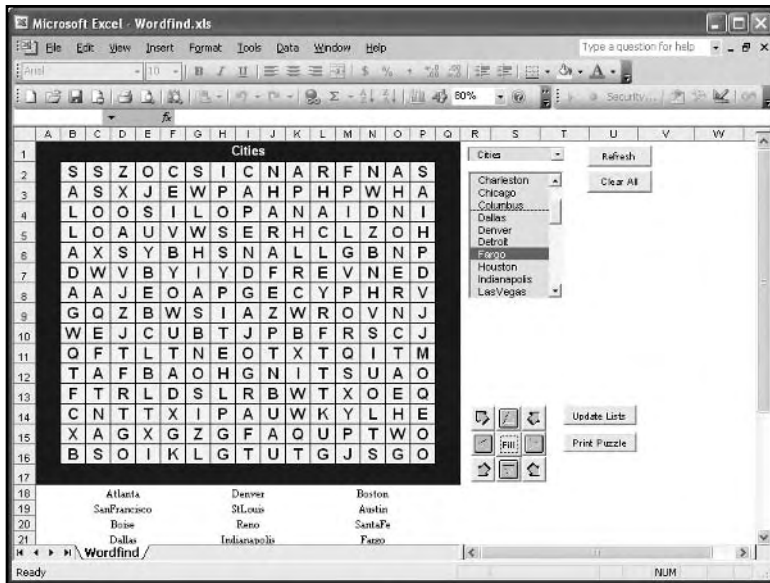 Microsoft Excel - Wordfind.xls
File Edit View Insert Format Tools Data Window Help Type a question for help
Arial 10 B I U $ % ,
Σ 80% Security...
fx
A B C D E F G H I J K L M N O P Q R S T U V W
1 Cities Cities Refresh
2 S S Z O C S I C N A R F N A S
3 A S X J E W P A H P H P W H A
4 L O O S I L O P A N A I D N I
5 L O A U V W S E R H C L Z O H
6 A X S Y B H S N A L L G B N P
7 D W V B Y I Y D F R E V N E D
8 A A J E O A P G E C Y P H R V
9 G Q Z B W S I A Z W R O V N J
10 W E J C U B T J P B F R S C J
11 Q F T L T N E O T X T Q I T M
12 T A F B A O H G N I T S U A O
13 F T R L D S L R B W T X O E Q
14 C N T T X I P A U W K Y L H E
15 X A G X G Z G F A Q U P T W O
16 B S O I K L G T U T G J S G O
17
18 Atlanta Denver Boston
19 SanFrancisco StLouis Austin
20 Boise Reno SantaFe
21 Dallas Indianapolis Fargo
Clear All
Charleston
Chicago
Columbus
Dallas
Denver
Detroit
Fargo
Houston
Indianapolis
LasVegas
Update Lists
Fill Print Puzzle
Wordfind
Ready NUM